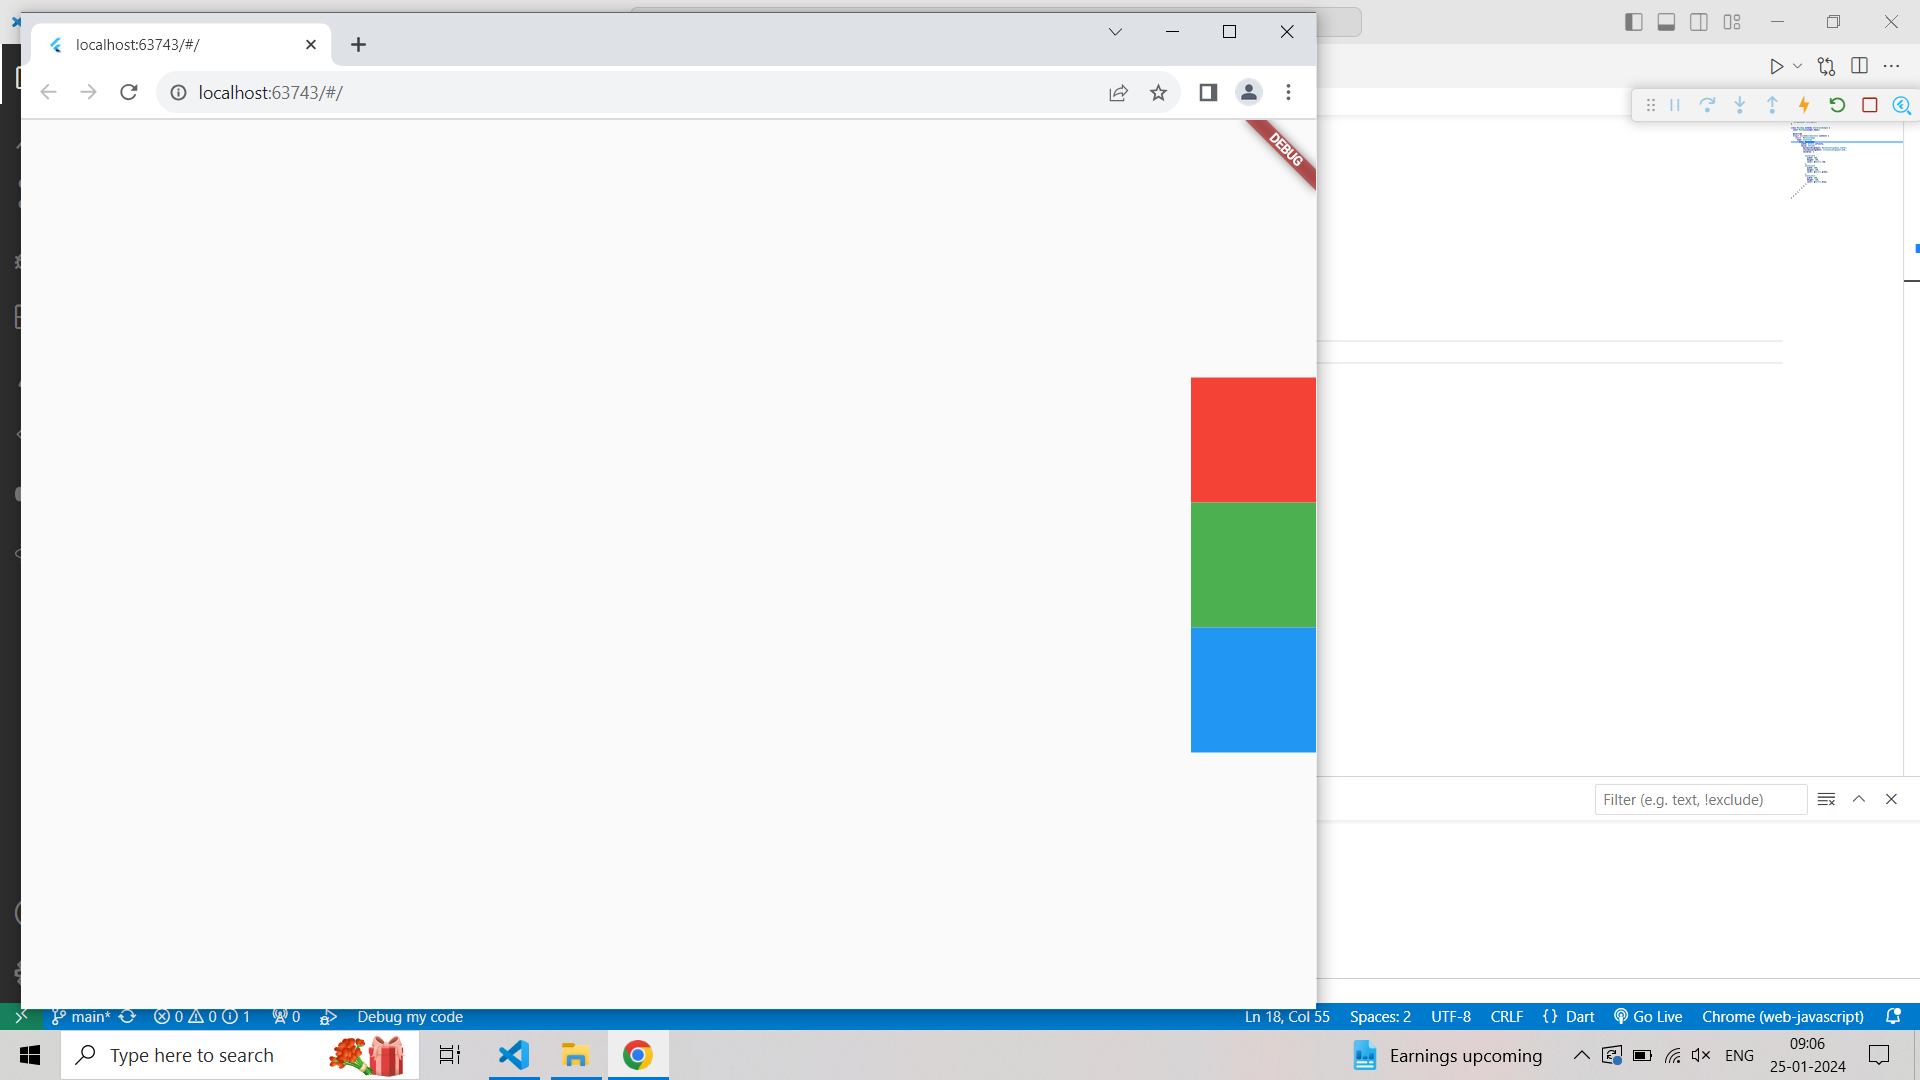 localhost:63743/#/
localhost:63743/#/
DEBUG
Filter (e.g. text, !exclude)
main* 0 0 1 0 Debug my code Ln 18, Col 55 Spaces: 2 UTF-8 CRLF {} Dart Go Live Chrome (web-javascript)
Type here to search Earnings upcoming ENG 09:06
25-01-2024